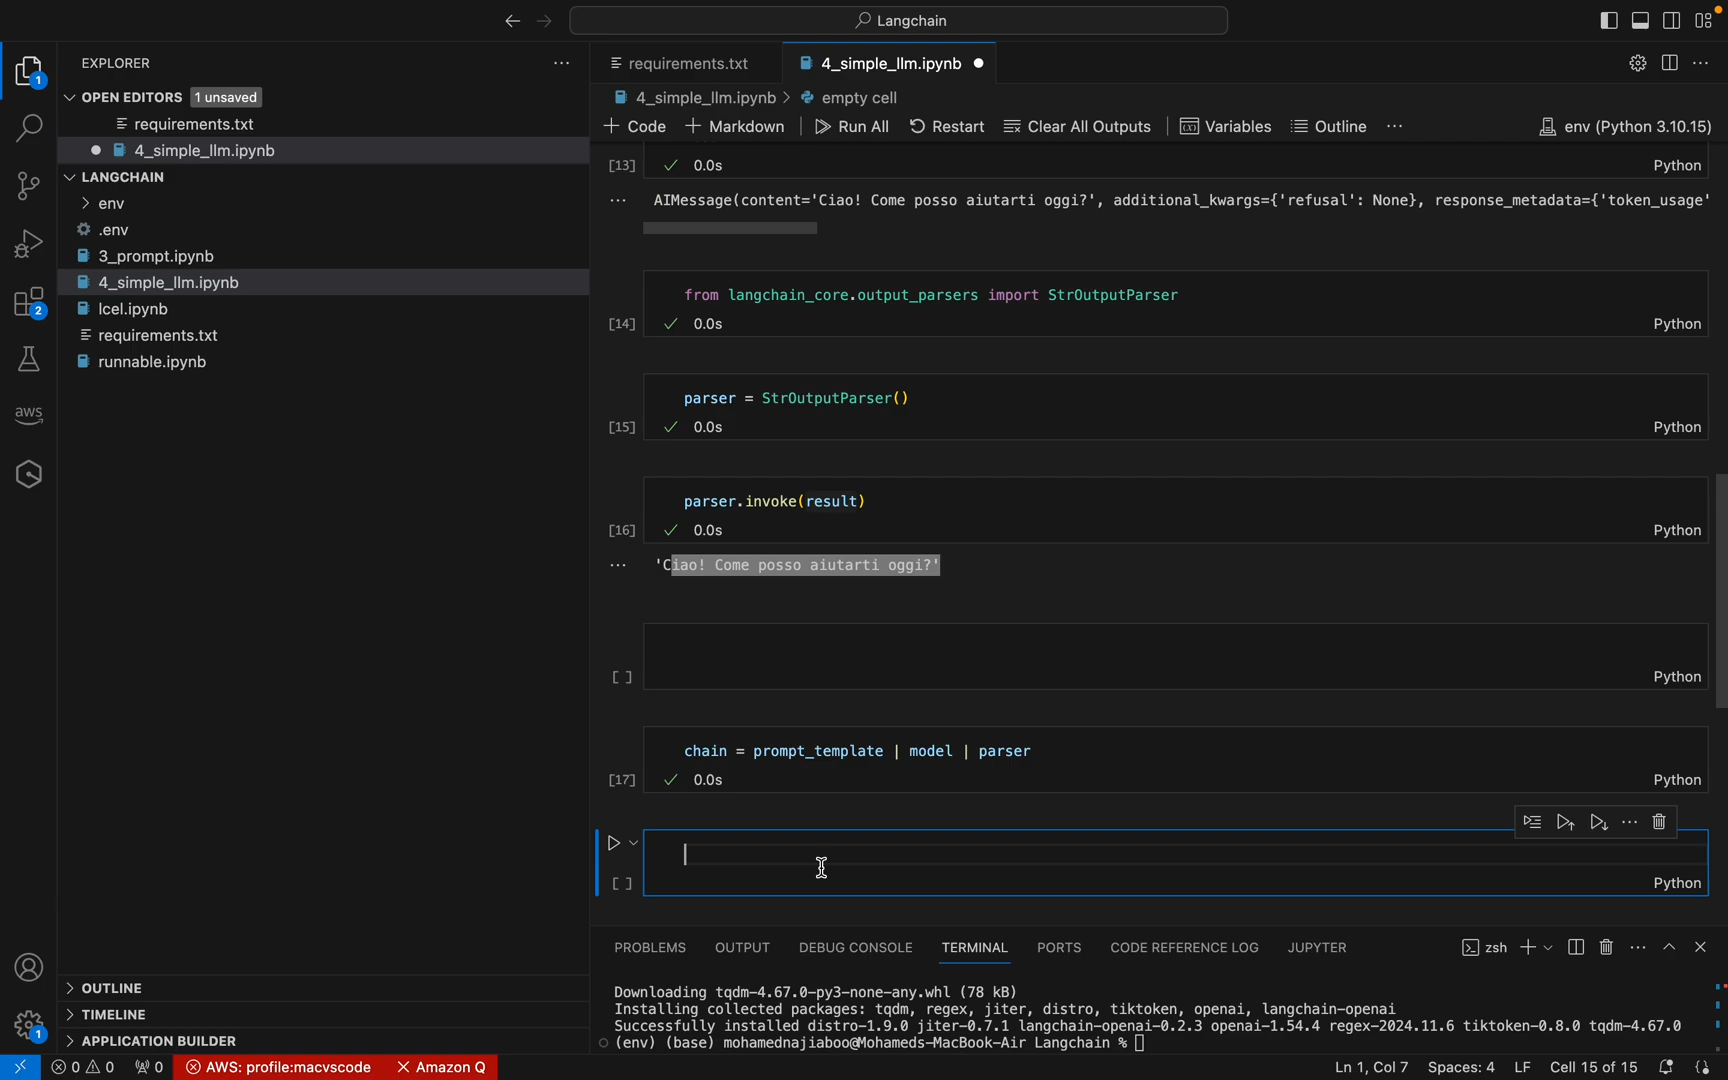 Langchain
EXPLORER
OPEN EDITORS 1 unsaved
requirements.txt
4_simple_llm.ipynb
LANGCHAIN
env
.env
3_prompt.ipynb
4_simple_llm.ipynb
lcel.ipynb
requirements.txt
runnable.ipynb
1
2
aws
1
OUTLINE
TIMELINE
APPLICATION BUILDER
requirements.txt
4_simple_llm.ipynb
4_simple_llm.ipynb > empty cell
+ Code + Markdown Run All Restart Clear All Outputs Variables Outline ... env (Python 3.10.15)
[13] 0.0s Python
... AIMessage(content='Ciao! Come posso aiutarti oggi?', additional_kwargs={'refusal': None}, response_metadata={'token_usage'
from langchain_core.output_parsers import StrOutputParser
[14] 0.0s Python
parser = StrOutputParser()
[15] 0.0s Python
parser.invoke(result)
[16] 0.0s Python
... 'Ciao! Come posso aiutarti oggi?'
[ ] Python
chain = prompt_template | model | parser
[17] 0.0s Python
[ ] Python
PROBLEMS OUTPUT DEBUG CONSOLE TERMINAL PORTS CODE REFERENCE LOG JUPYTER zsh
Downloading tqdm-4.67.0-py3-none-any.whl (78 kB)
Installing collected packages: tqdm, regex, jiter, distro, tiktoken, openai, langchain-openai
Successfully installed distro-1.9.0 jiter-0.7.1 langchain-openai-0.2.3 openai-1.54.4 regex-2024.11.6 tiktoken-0.8.0 tqdm-4.67.0
(env) (base) mohamednajiaboo@Mohameds-MacBook-Air Langchain %
0 0 0 AWS: profile:macvscode Amazon Q Ln 1, Col 7 Spaces: 4 LF Cell 15 of 15